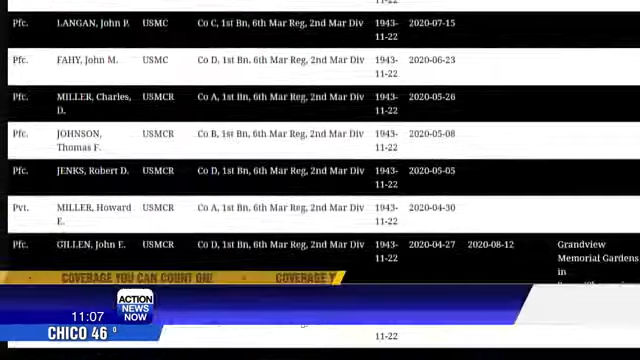 11-22
Pfc. LANGAN, John P. USMC Co C, 1st Bn, 6th Mar Reg, 2nd Mar Div 1943- 2020-07-15
11-22
Pfc. FAHY, John M. USMC Co D, 1st Bn, 6th Mar Reg, 2nd Mar Div 1943- 2020-06-23
11-22
Pfc. MILLER, Charles, USMCR Co A, 1st Bn, 6th Mar Reg, 2nd Mar Div 1943- 2020-05-26
D. 11-22
Pfc. JOHNSON, USMCR Co B, 1st Bn, 6th Mar Reg, 2nd Mar Div 1943- 2020-05-08
Thomas F. 11-22
Pfc. JENKS, Robert D. USMCR Co D, 1st Bn, 6th Mar Reg, 2nd Mar Div 1943- 2020-05-05
11-22
Pvt. MILLER, Howard USMCR Co A, 1st Bn, 6th Mar Reg, 2nd Mar Div 1943- 2020-04-30
E. 11-22
Pfc. GILLEN, John E. USMCR Co D, 1st Bn, 6th Mar Reg, 2nd Mar Div 1943- 2020-04-27 2020-08-12 Grandview
11-22 Memorial Gardens
in
COVERAGE YOU CAN COUNT ON! COVERAGE Y
ACTION
NEWS
NOW
11:07
CHICO 46°
11-22